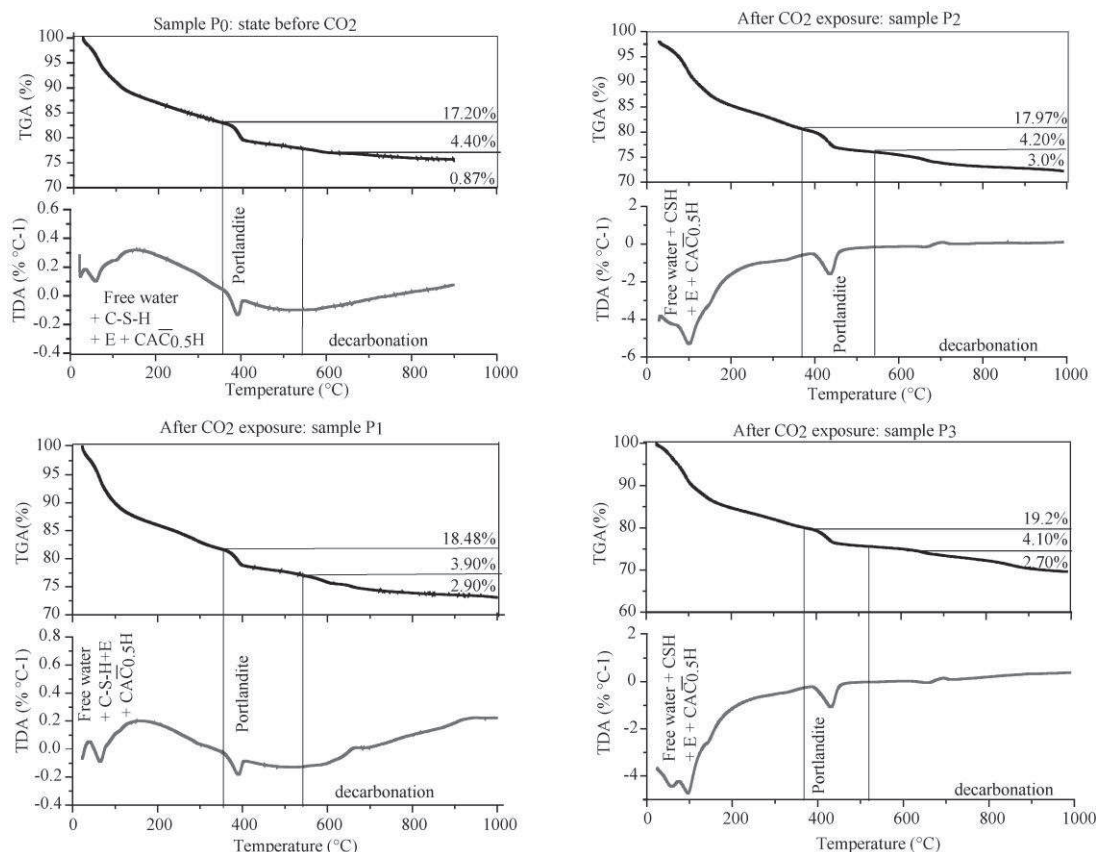 Sample P0: state before CO2
100
95
90
85
80
75
70
TGA (%)
17.20%
4.40%
0.87%
0.6
0.4
0.2
0.0
-0.2
-0.4
TDA (% °C-1)
Free water
+ C-S-H
+ E + CAC̅0.5H
Portlandite
decarbonation
0
200
400
600
800
1000
Temperature (°C)
After CO2 exposure: sample P2
100
95
90
85
80
75
70
TGA (%)
17.97%
4.20%
3.0%
2
0
-2
-4
-6
TDA (% °C-1)
Free water + CSH
+ E + CAC̅0.5H
Portlandite
decarbonation
0
200
400
600
800
1000
Temperature (°C)
After CO2 exposure: sample P1
100
95
90
85
80
75
70
TGA(%)
18.48%
3.90%
2.90%
0.8
0.6
0.4
0.2
0.0
-0.2
-0.4
TDA (% °C-1)
Free water
+ C-S-H+E
+ CAC̅0.5H
Portlandite
decarbonation
0
200
400
600
800
1000
Temperature (°C)
After CO2 exposure: sample P3
100
90
80
70
60
TGA(%)
19.2%
4.10%
2.70%
2
0
-2
-4
TDA (% °C-1)
Free water + CSH
+ E + CAC̅0.5H
Portlandite
decarbonation
0
200
400
600
800
1000
Temperature (°C)